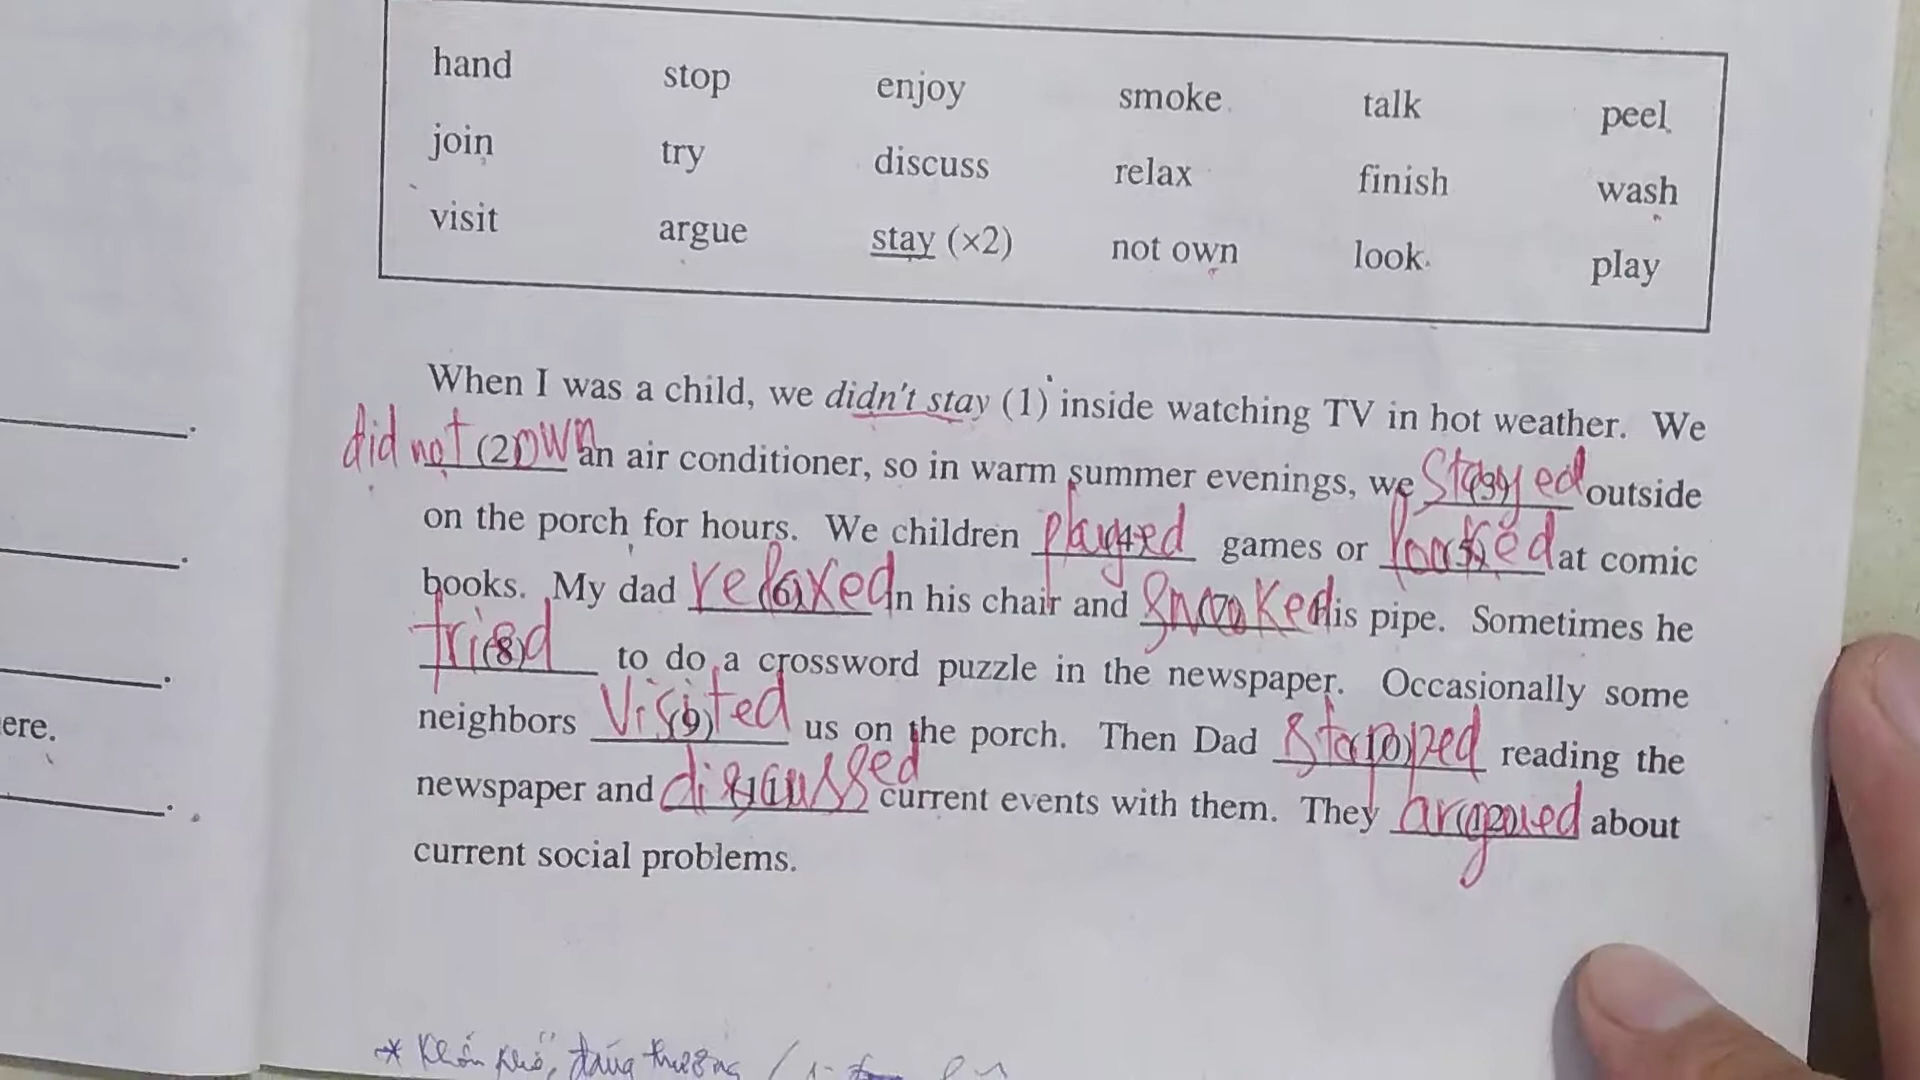 hand stop enjoy smoke talk peel
join try discuss relax finish wash
visit argue stay (×2) not own look play
When I was a child, we didn't stay (1) inside watching TV in hot weather. We
did not own (2) an air conditioner, so in warm summer evenings, we stayed (3) outside
on the porch for hours. We children played (4) games or looked (5) at comic
books. My dad relaxed (6) in his chair and smoked (7) his pipe. Sometimes he
tried (8) to do a crossword puzzle in the newspaper. Occasionally some
neighbors visited (9) us on the porch. Then Dad stopped (10) reading the
newspaper and discussed (11) current events with them. They argued (12) about
current social problems.
ere.
* Khốn khổ, đáng thương